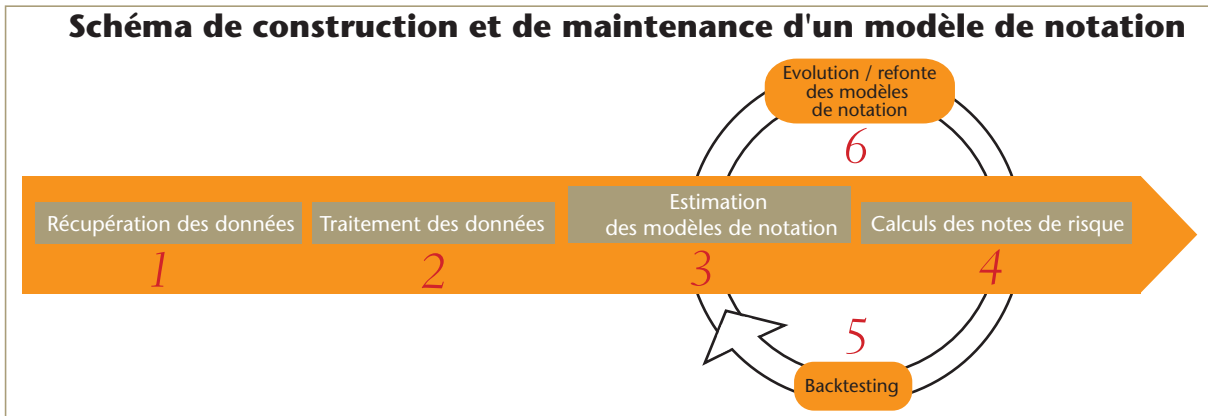 Schéma de construction et de maintenance d'un modèle de notation
Evolution / refonte
des modèles
de notation
6
Récupération des données
Traitement des données
Estimation
des modèles de notation
Calculs des notes de risque
1
2
3
4
5
Backtesting